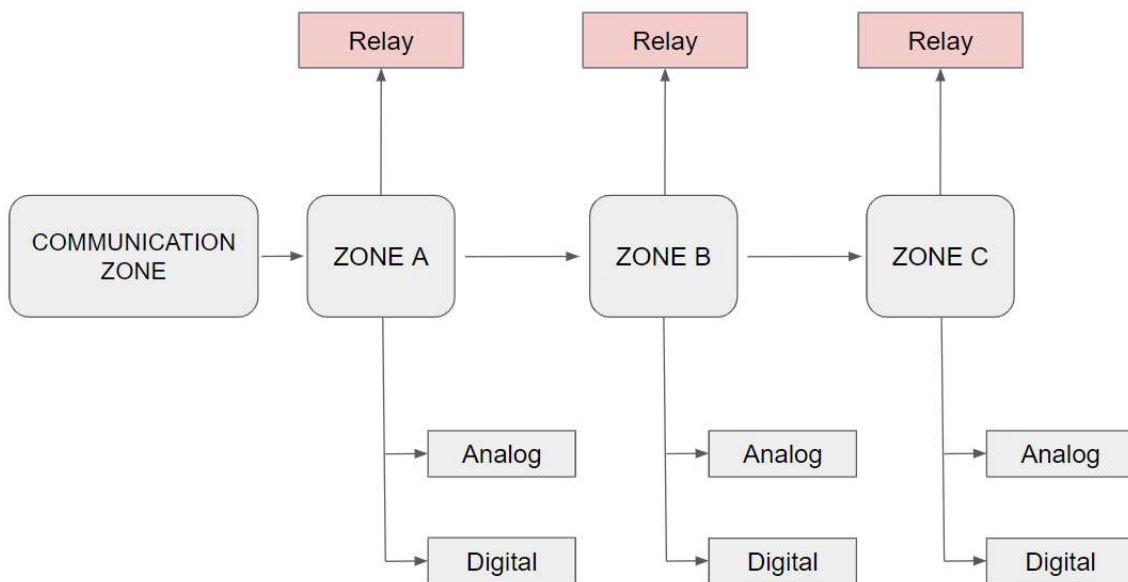 Relay
Relay
Relay
COMMUNICATION
ZONE
ZONE A
ZONE B
ZONE C
Analog
Analog
Analog
Digital
Digital
Digital